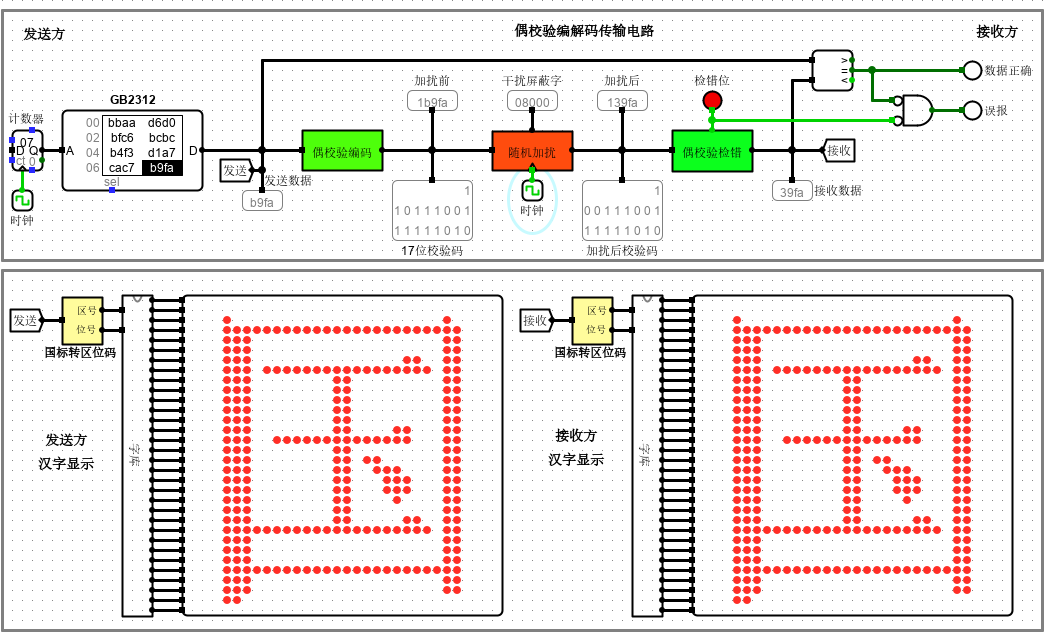 偶校验编解码传输电路
发送方
接收方
计数器
07
D Q
ct 0
时钟
GB2312
A
00 bbaa d6d0
02 bfc6 bcbc
04 b4f3 d1a7
06 cac7 b9fa
D
sel
发送
发送数据
b9fa
偶校验编码
加扰前
1b9fa
1
1 0 1 1 1 0 0 1
1 1 1 1 1 0 1 0
17位校验码
干扰屏蔽字
08000
随机加扰
时钟
加扰后
139fa
1
0 0 1 1 1 0 0 1
1 1 1 1 1 0 1 0
加扰后校验码
检错位
偶校验检错
接收
39fa
接收数据
>
=
<
数据正确
误报
发送
区号
位号
国标转区位码
发送方
汉字显示
字库
国
接收
区号
位号
国标转区位码
接收方
汉字显示
字库
国